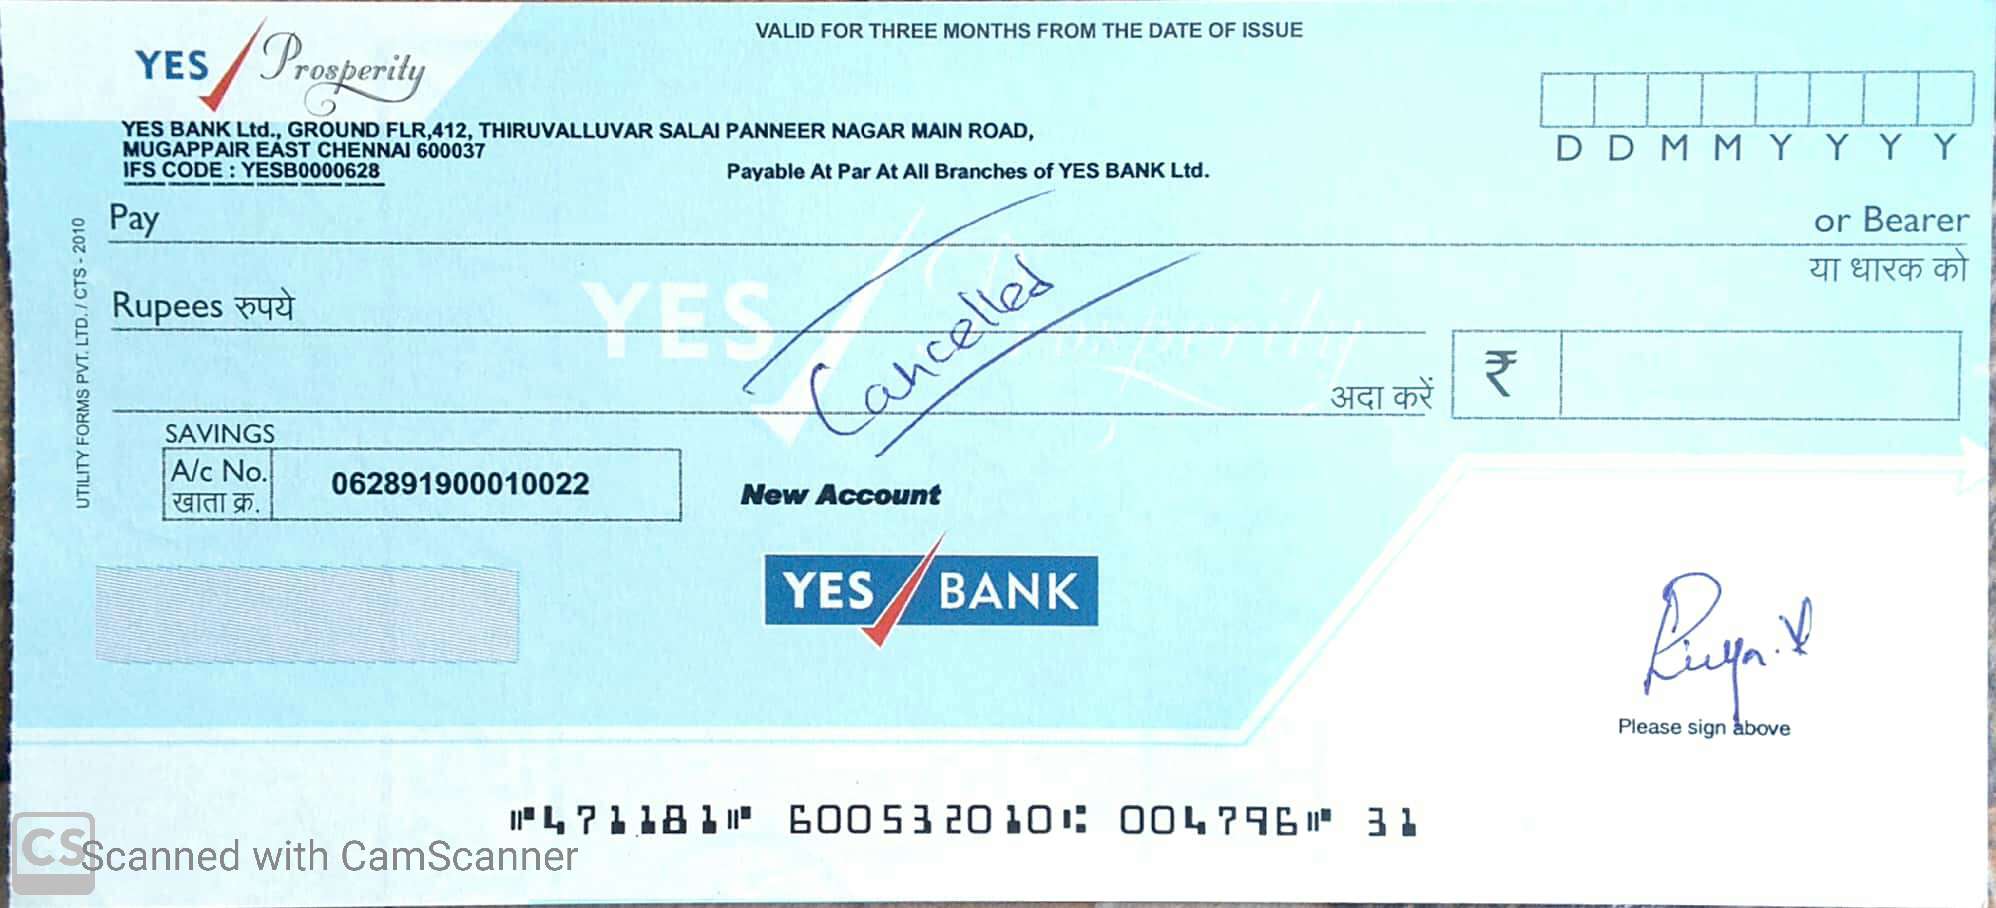 VALID FOR THREE MONTHS FROM THE DATE OF ISSUE
YES Prosperity
YES BANK Ltd., GROUND FLR,412, THIRUVALLUVAR SALAI PANNEER NAGAR MAIN ROAD,
MUGAPPAIR EAST CHENNAI 600037
IFS CODE : YESB0000628
Payable At Par At All Branches of YES BANK Ltd.
D D M M Y Y Y Y
Pay
or Bearer
या धारक को
YES Prosperity
Rupees रुपये
Cancelled
अदा करें
₹
UTILITY FORMS PVT. LTD. / CTS - 2010
SAVINGS
A/c No.
खाता क्र.
062891900010022
New Account
YES BANK
Please sign above
⑈471181⑈ 600532010⑆ 004796⑈ 31
CS
Scanned with CamScanner